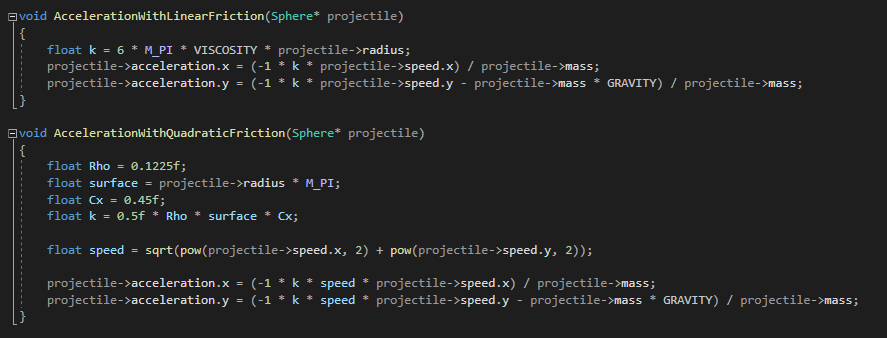 void AccelerationWithLinearFriction(Sphere* projectile)
{
float k = 6 * M_PI * VISCOSITY * projectile->radius;
projectile->acceleration.x = (-1 * k * projectile->speed.x) / projectile->mass;
projectile->acceleration.y = (-1 * k * projectile->speed.y - projectile->mass * GRAVITY) / projectile->mass;
}
void AccelerationWithQuadraticFriction(Sphere* projectile)
{
float Rho = 0.1225f;
float surface = projectile->radius * M_PI;
float Cx = 0.45f;
float k = 0.5f * Rho * surface * Cx;
float speed = sqrt(pow(projectile->speed.x, 2) + pow(projectile->speed.y, 2));
projectile->acceleration.x = (-1 * k * speed * projectile->speed.x) / projectile->mass;
projectile->acceleration.y = (-1 * k * speed * projectile->speed.y - projectile->mass * GRAVITY) / projectile->mass;
}